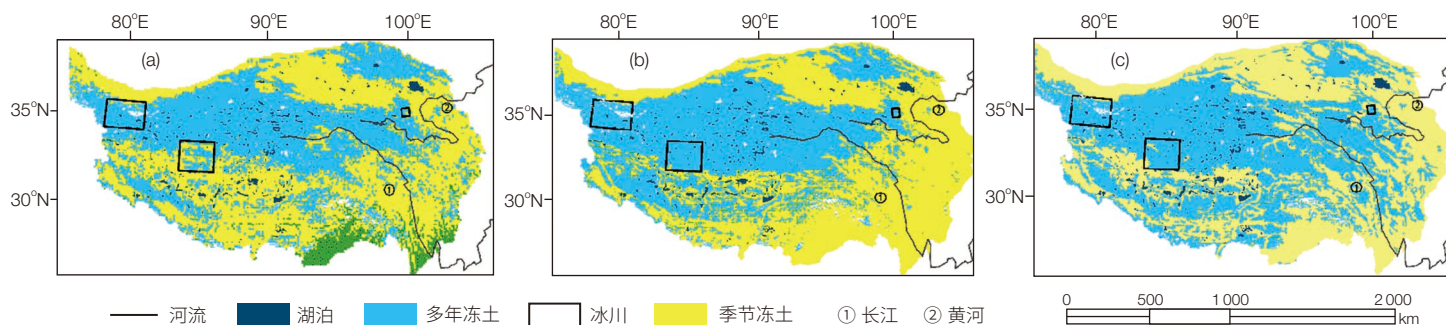 80°E 90°E 100°E
80°E 90°E 100°E
80°E 90°E 100°E
(a) (b) (c)
35°N ② 35°N ② 35°N ②
30°N ① 30°N ① 30°N ①
河流 湖泊 多年冻土 冰川 季节冻土 ① 长江 ② 黄河
0 500 1 000 2 000
km